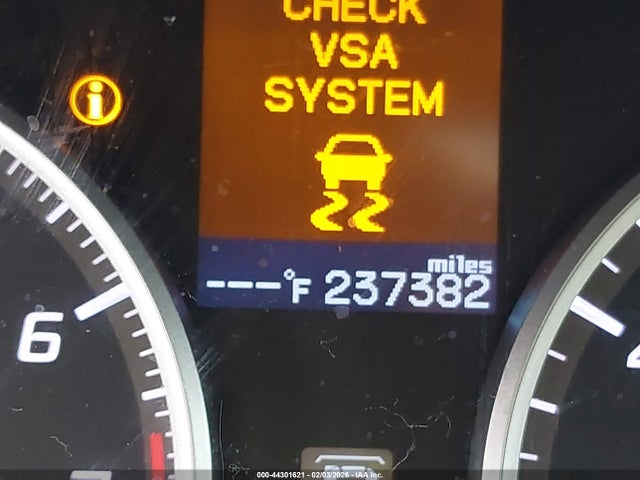 CHECK
VSA
SYSTEM
i
miles
---°F 237382
6
000-44301621 - 02/03/2026 - IAA Inc.